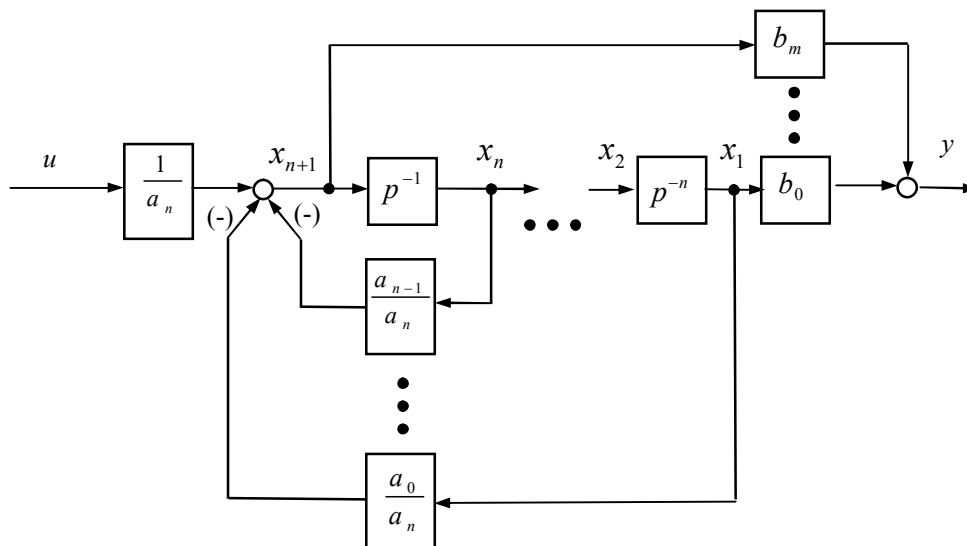 b_m
u
1/a_n
x_{n+1}
p^{-1}
x_n
x_2
p^{-n}
x_1
b_0
y
(-)
(-)
a_{n-1}/a_n
a_0/a_n